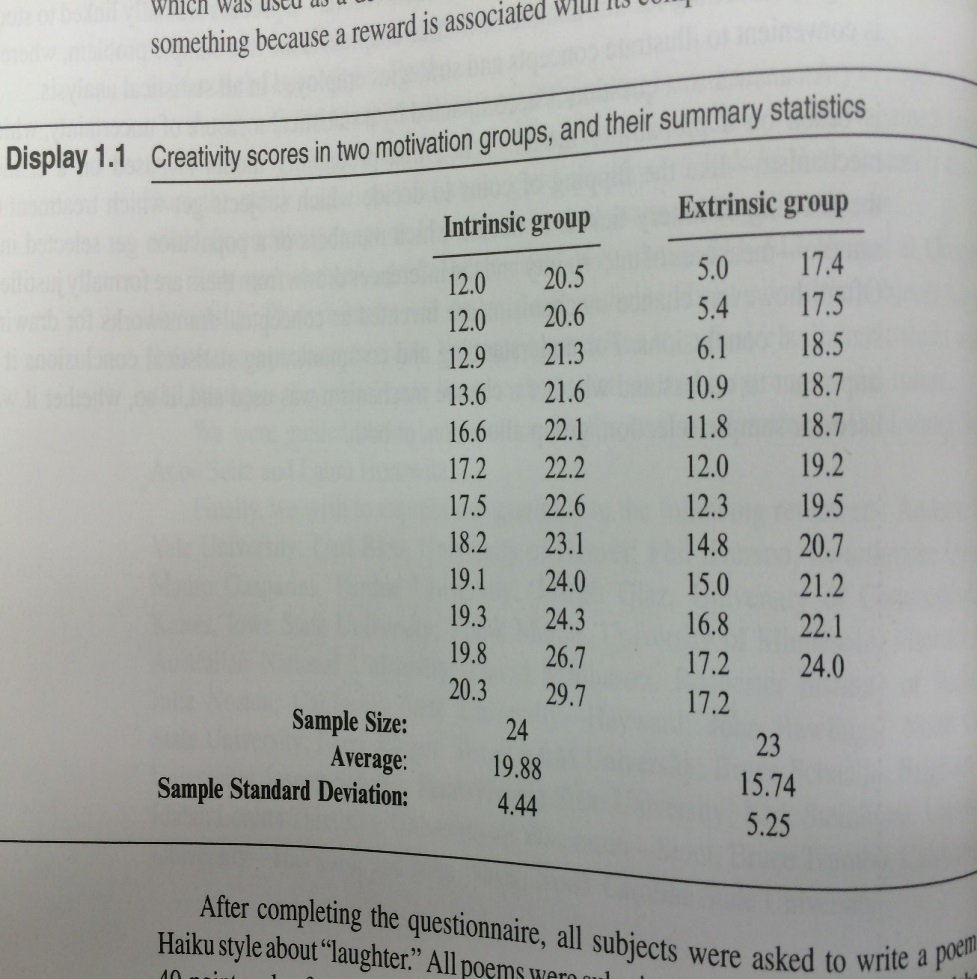 which was used as a
something because a reward is associated with its
Display 1.1 Creativity scores in two motivation groups, and their summary statistics
Intrinsic group Extrinsic group
12.0 20.5 5.0 17.4
12.0 20.6 5.4 17.5
12.9 21.3 6.1 18.5
13.6 21.6 10.9 18.7
16.6 22.1 11.8 18.7
17.2 22.2 12.0 19.2
17.5 22.6 12.3 19.5
18.2 23.1 14.8 20.7
19.1 24.0 15.0 21.2
19.3 24.3 16.8 22.1
19.8 26.7 17.2 24.0
20.3 29.7 17.2
Sample Size: 24 23
Average: 19.88 15.74
Sample Standard Deviation: 4.44 5.25
After completing the questionnaire, all subjects were asked to write a poem
Haiku style about “laughter.” All poems were